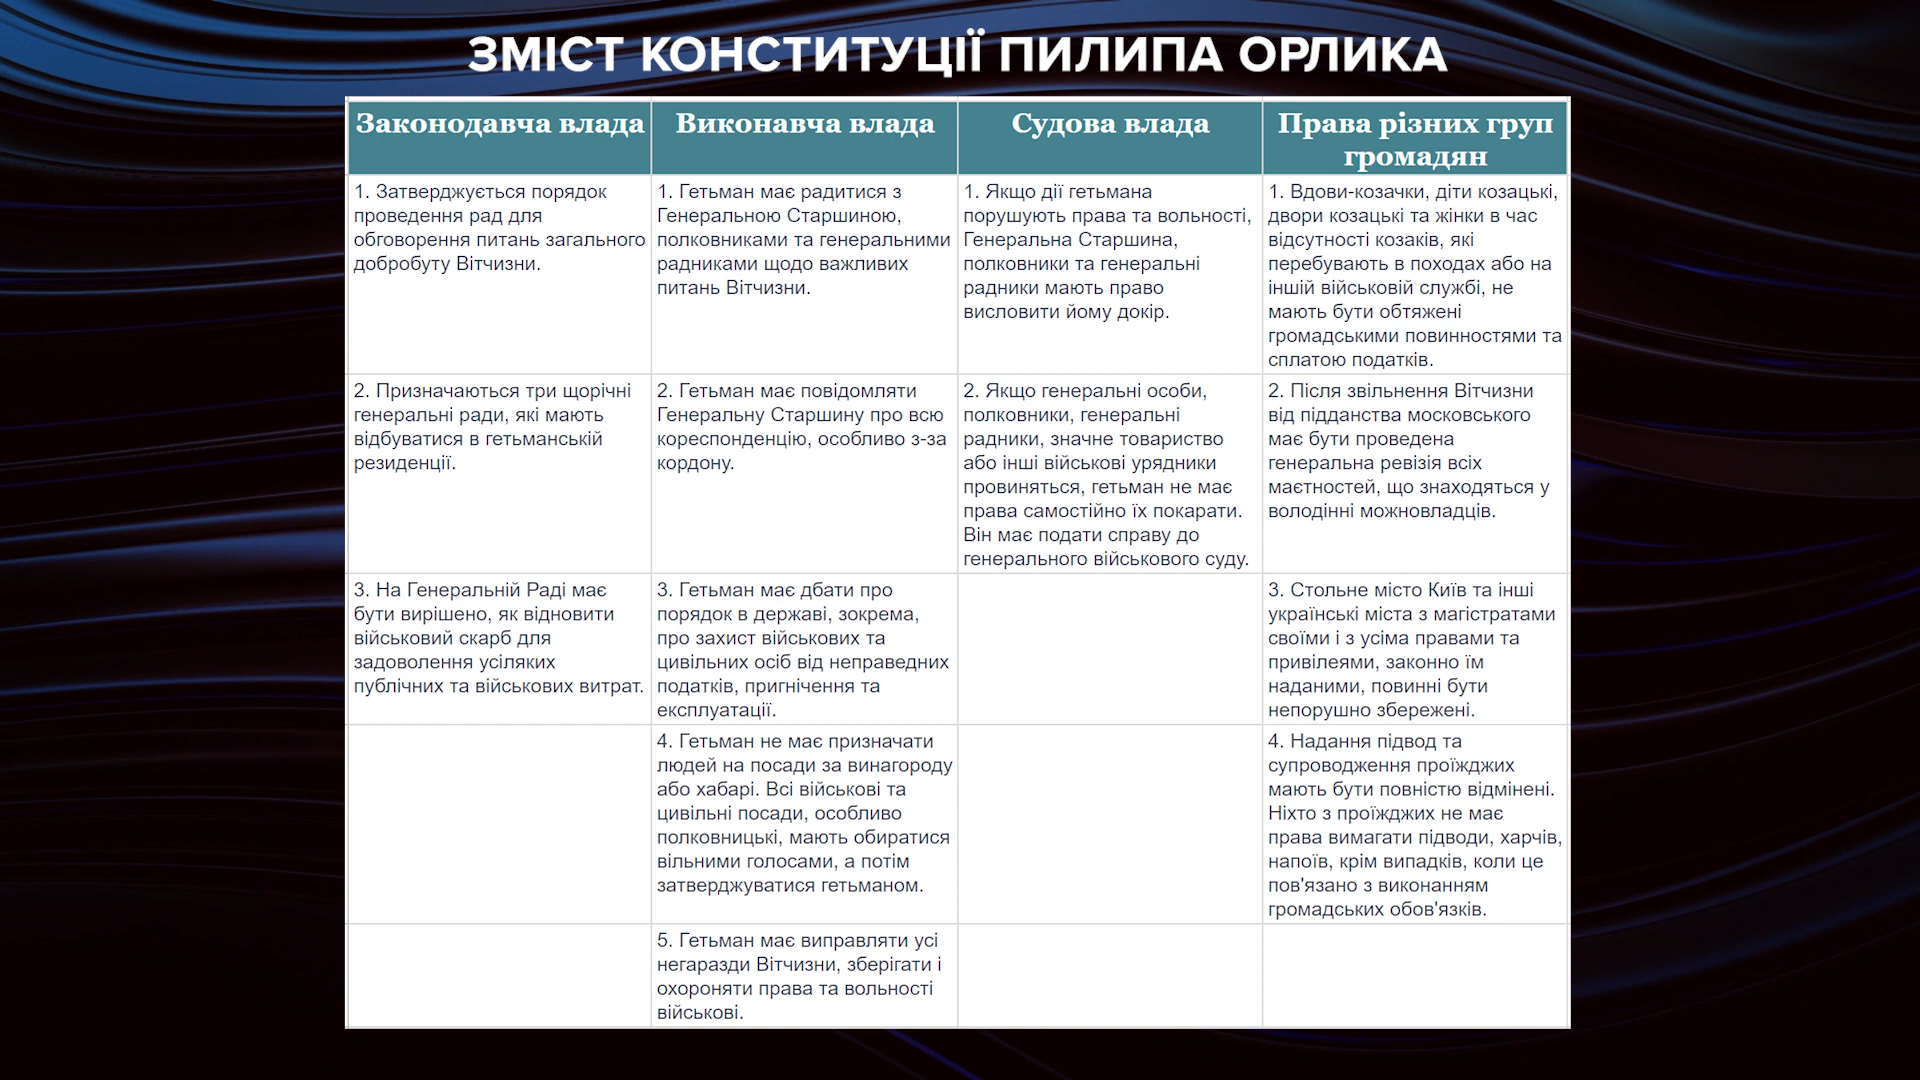 ЗМІСТ КОНСТИТУЦІЇ ПИЛИПА ОРЛИКА
Законодавча влада
Виконавча влада
Судова влада
Права різних груп
громадян
1. Затверджується порядок
проведення рад для
обговорення питань загального
добробуту Вітчизни.
1. Гетьман має радитися з
Генеральною Старшиною,
полковниками та генеральними
радниками щодо важливих
питань Вітчизни.
1. Якщо дії гетьмана
порушують права та вольності,
Генеральна Старшина,
полковники та генеральні
радники мають право
висловити йому докір.
1. Вдови-козачки, діти козацькі,
двори козацькі та жінки в час
відсутності козаків, які
перебувають в походах або на
іншій військовій службі, не
мають бути обтяжені
громадськими повинностями та
сплатою податків.
2. Призначаються три щорічні
генеральні ради, які мають
відбуватися в гетьманській
резиденції.
2. Гетьман має повідомляти
Генеральну Старшину про всю
кореспонденцію, особливо з-за
кордону.
2. Якщо генеральні особи,
полковники, генеральні
радники, значне товариство
або інші військові урядники
провиняться, гетьман не має
права самостійно їх покарати.
Він має подати справу до
генерального військового суду.
2. Після звільнення Вітчизни
від підданства московського
має бути проведена
генеральна ревізія всіх
маєтностей, що знаходяться у
володінні можновладців.
3. На Генеральній Раді має
бути вирішено, як відновити
військовий скарб для
задоволення усіляких
публічних та військових витрат.
3. Гетьман має дбати про
порядок в державі, зокрема,
про захист військових та
цивільних осіб від неправедних
податків, пригнічення та
експлуатації.
3. Стольне місто Київ та інші
українські міста з магістратами
своїми і з усіма правами та
привілеями, законно їм
наданими, повинні бути
непорушно збережені.
4. Гетьман не має призначати
людей на посади за винагороду
або хабарі. Всі військові та
цивільні посади, особливо
полковницькі, мають обиратися
вільними голосами, а потім
затверджуватися гетьманом.
4. Надання підвод та
супроводження проїжджих
мають бути повністю відмінені.
Ніхто з проїжджих не має
права вимагати підводи, харчів,
напоїв, крім випадків, коли це
пов'язано з виконанням
громадських обов'язків.
5. Гетьман має виправляти усі
негаразди Вітчизни, зберігати і
охороняти права та вольності
військові.